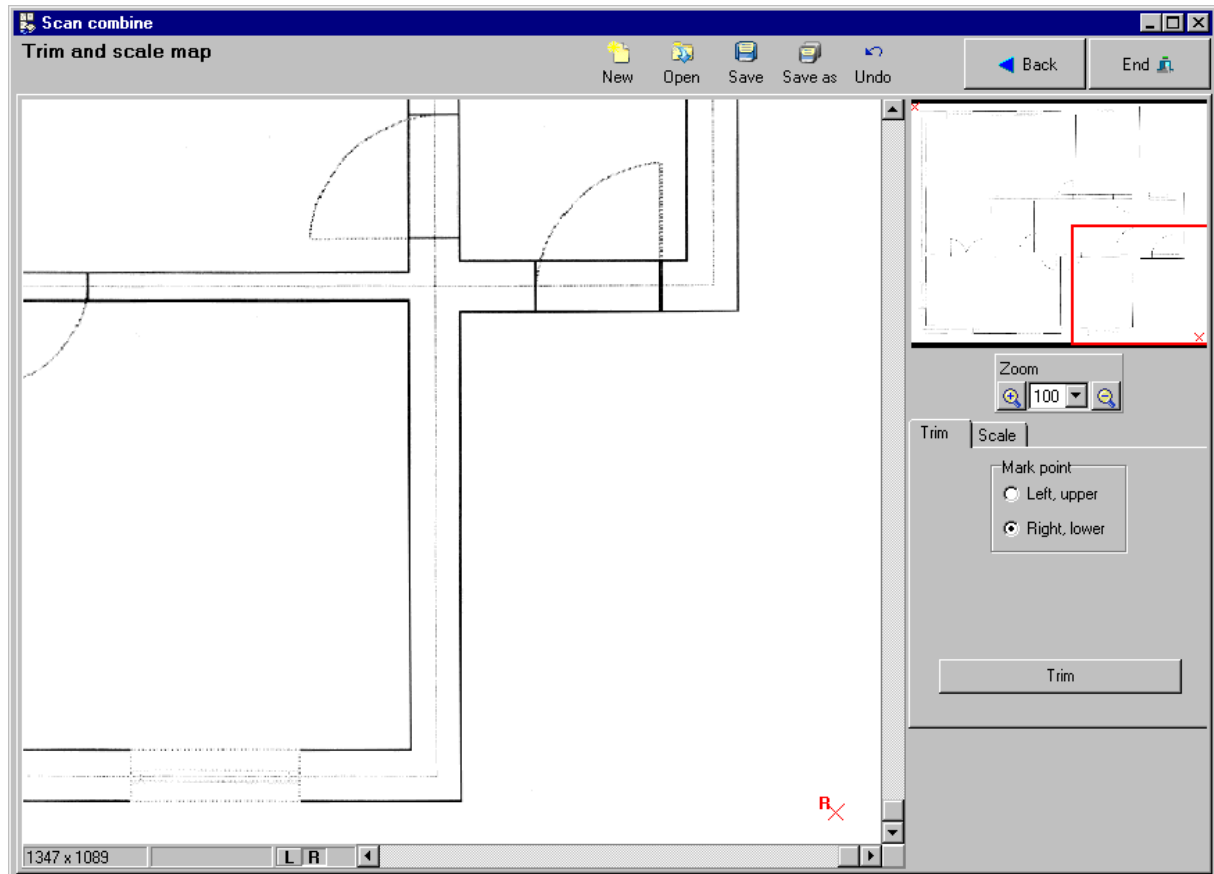 Scan combine
Trim and scale map
New Open Save Save as Undo
Back
End
Zoom
100
Trim Scale
Mark point
Left, upper
Right, lower
Trim
R
1347 x 1089 L R